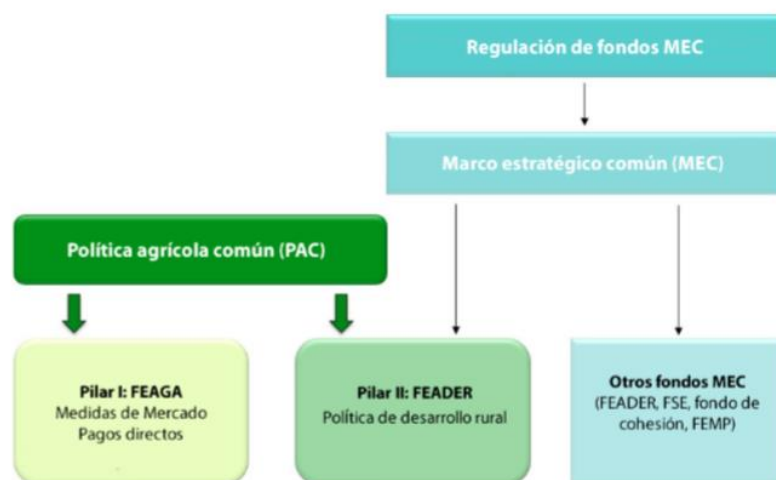 Regulación de fondos MEC
Marco estratégico común (MEC)
Política agrícola común (PAC)
Pilar I: FEAGA
Medidas de Mercado
Pagos directos
Pilar II: FEADER
Política de desarrollo rural
Otros fondos MEC
(FEADER, FSE, fondo de
cohesión, FEMP)